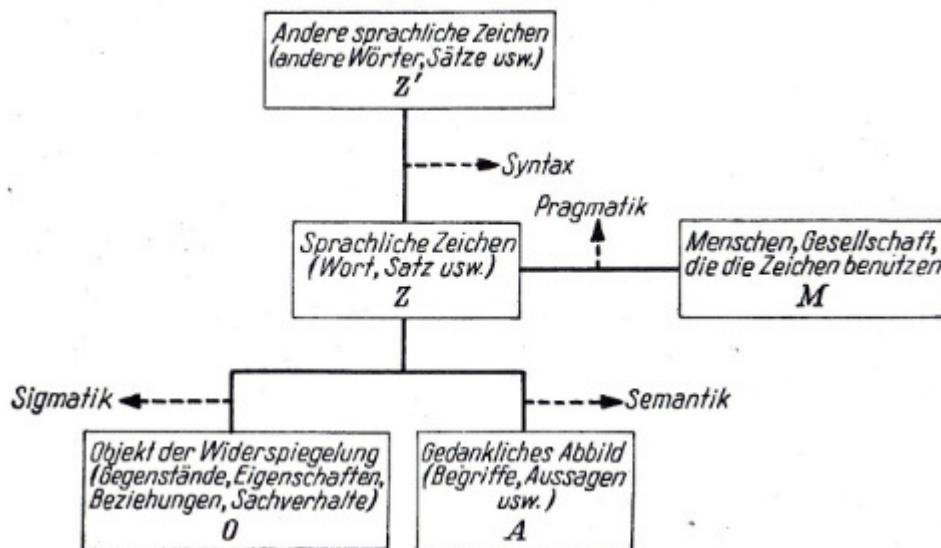 Andere sprachliche Zeichen
(andere Wörter, Sätze usw.)
Z'
Syntax
Pragmatik
Sprachliche Zeichen
(Wort, Satz usw.)
Z
Menschen, Gesellschaft,
die die Zeichen benutzen
M
Sigmatik
Semantik
Objekt der Widerspiegelung
(Gegenstände, Eigenschaften,
Beziehungen, Sachverhalte)
O
Gedankliches Abbild
(Begriffe, Aussagen
usw.)
A